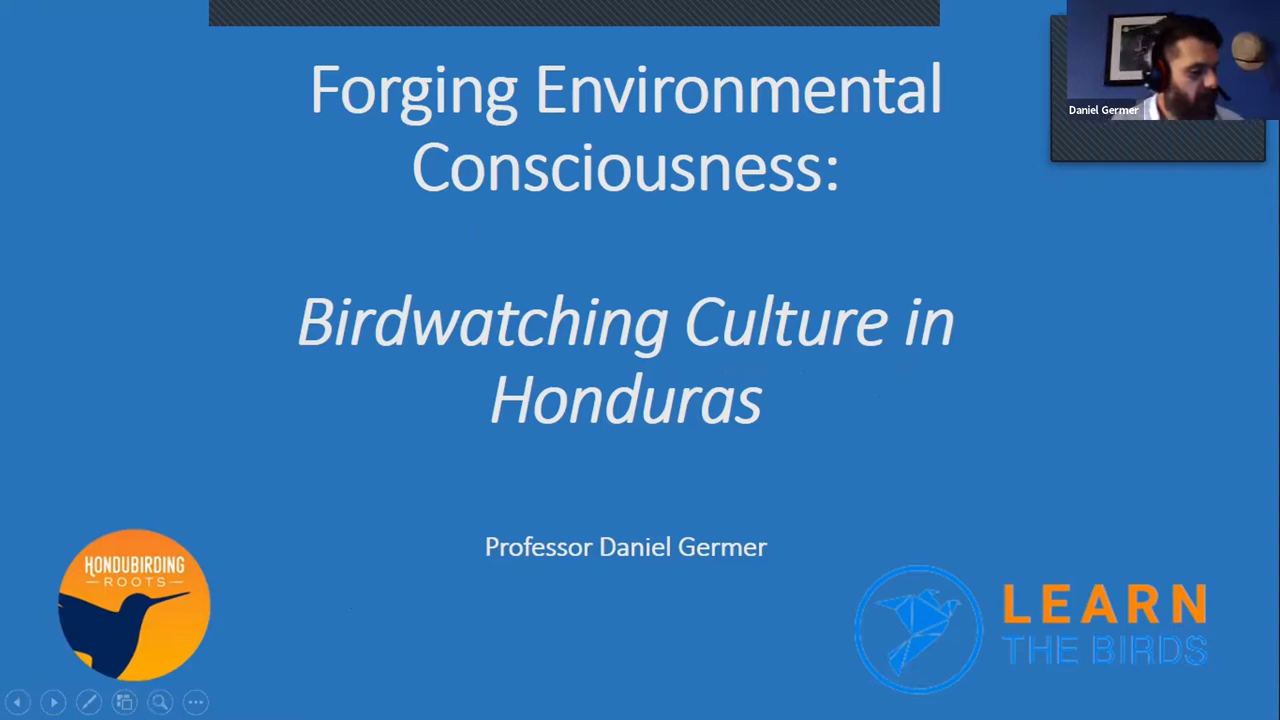 Forging Environmental
Consciousness:
Birdwatching Culture in
Honduras
Professor Daniel Germer
Daniel Germer
HONDUBIRDING
ROOTS
LEARN
THE BIRDS